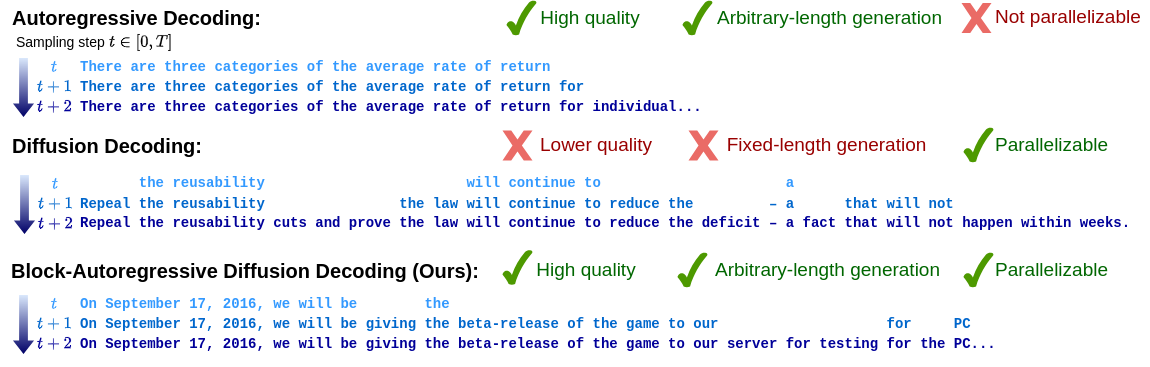 Autoregressive Decoding: High quality Arbitrary-length generation Not parallelizable
Sampling step t ∈ [0, T]
t There are three categories of the average rate of return
t + 1 There are three categories of the average rate of return for
t + 2 There are three categories of the average rate of return for individual...
Diffusion Decoding: Lower quality Fixed-length generation Parallelizable
t the reusability will continue to a
t + 1 Repeal the reusability the law will continue to reduce the – a that will not
t + 2 Repeal the reusability cuts and prove the law will continue to reduce the deficit – a fact that will not happen within weeks.
Block-Autoregressive Diffusion Decoding (Ours): High quality Arbitrary-length generation Parallelizable
t On September 17, 2016, we will be the
t + 1 On September 17, 2016, we will be giving the beta-release of the game to our for PC
t + 2 On September 17, 2016, we will be giving the beta-release of the game to our server for testing for the PC...